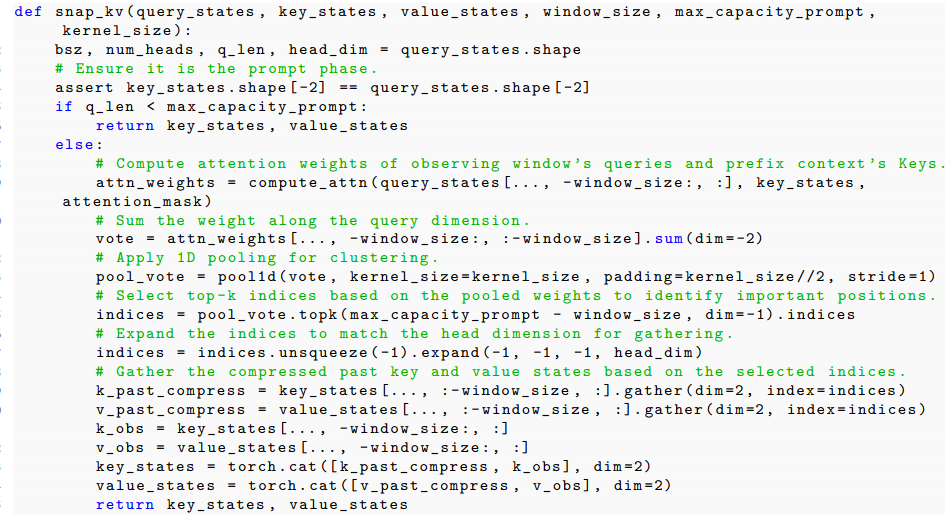 def snap_kv(query_states, key_states, value_states, window_size, max_capacity_prompt,
kernel_size):
bsz, num_heads, q_len, head_dim = query_states.shape
# Ensure it is the prompt phase.
assert key_states.shape[-2] == query_states.shape[-2]
if q_len < max_capacity_prompt:
return key_states, value_states
else:
# Compute attention weights of observing window's queries and prefix context's Keys.
attn_weights = compute_attn(query_states[..., -window_size:, :], key_states,
attention_mask)
# Sum the weight along the query dimension.
vote = attn_weights[..., -window_size:, :-window_size].sum(dim=-2)
# Apply 1D pooling for clustering.
pool_vote = pool1d(vote, kernel_size=kernel_size, padding=kernel_size//2, stride=1)
# Select top-k indices based on the pooled weights to identify important positions.
indices = pool_vote.topk(max_capacity_prompt - window_size, dim=-1).indices
# Expand the indices to match the head dimension for gathering.
indices = indices.unsqueeze(-1).expand(-1, -1, -1, head_dim)
# Gather the compressed past key and value states based on the selected indices.
k_past_compress = key_states[..., :-window_size, :].gather(dim=2, index=indices)
v_past_compress = value_states[..., :-window_size, :].gather(dim=2, index=indices)
k_obs = key_states[..., -window_size:, :]
v_obs = value_states[..., -window_size:, :]
key_states = torch.cat([k_past_compress, k_obs], dim=2)
value_states = torch.cat([v_past_compress, v_obs], dim=2)
return key_states, value_states